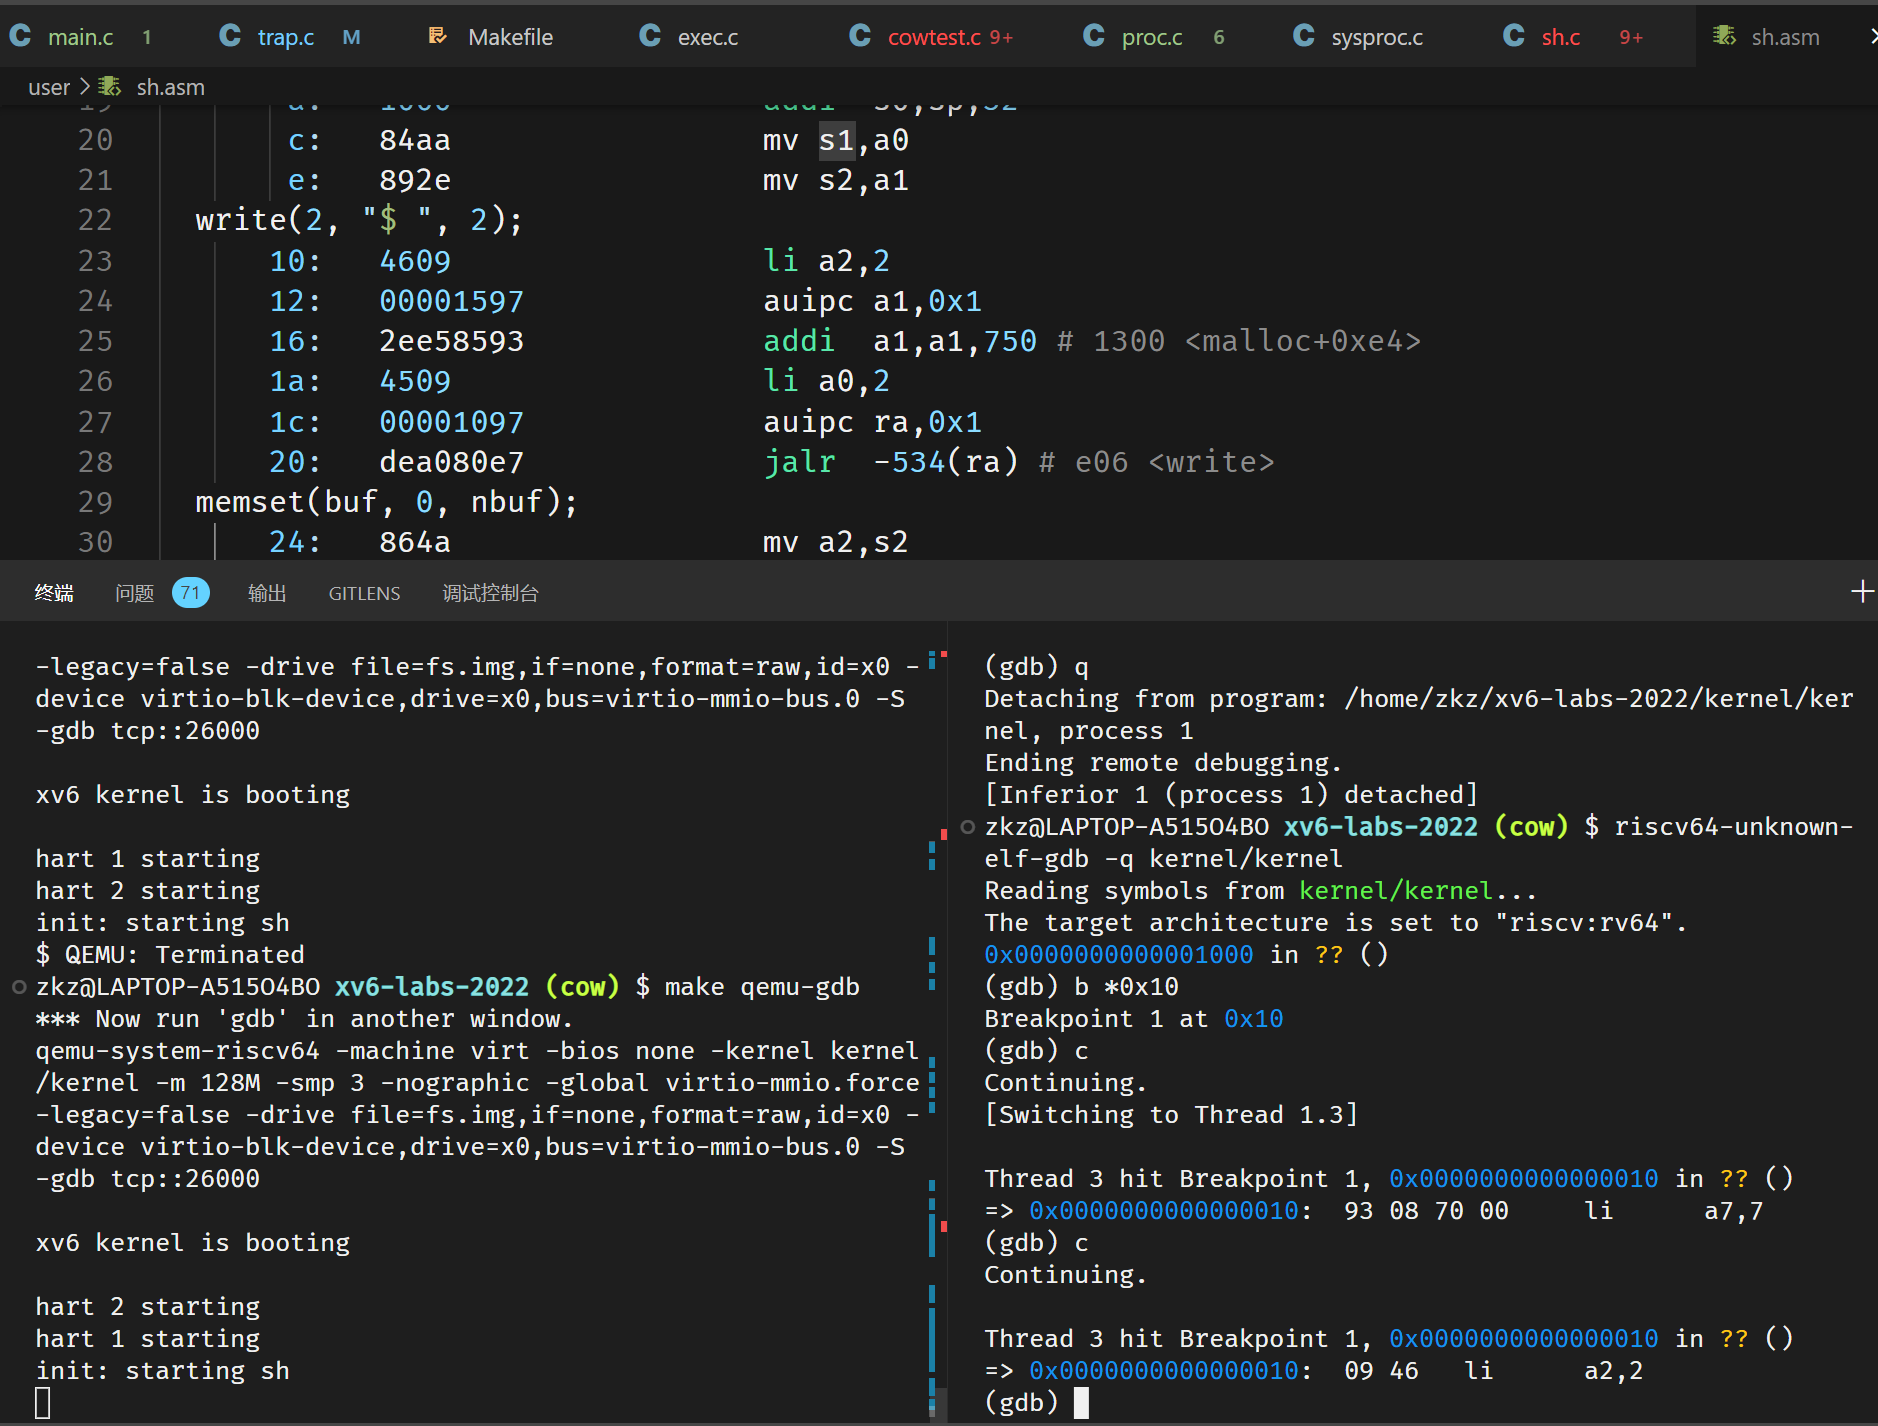 main.c 1 trap.c M Makefile exec.c cowtest.c 9+ proc.c 6 sysproc.c sh.c 9+ sh.asm
user > sh.asm
19 a: 1000 addi s0,sp,32
20 c: 84aa mv s1,a0
21 e: 892e mv s2,a1
22 write(2, "$ ", 2);
23 10: 4609 li a2,2
24 12: 00001597 auipc a1,0x1
25 16: 2ee58593 addi a1,a1,750 # 1300 <malloc+0xe4>
26 1a: 4509 li a0,2
27 1c: 00001097 auipc ra,0x1
28 20: dea080e7 jalr -534(ra) # e06 <write>
29 memset(buf, 0, nbuf);
30 24: 864a mv a2,s2
终端 问题 71 输出 GITLENS 调试控制台
-legacy=false -drive file=fs.img,if=none,format=raw,id=x0 -
device virtio-blk-device,drive=x0,bus=virtio-mmio-bus.0 -S
-gdb tcp::26000
xv6 kernel is booting
hart 1 starting
hart 2 starting
init: starting sh
$ QEMU: Terminated
zkz@LAPTOP-A515O4BO xv6-labs-2022 (cow) $ make qemu-gdb
*** Now run 'gdb' in another window.
qemu-system-riscv64 -machine virt -bios none -kernel kernel
/kernel -m 128M -smp 3 -nographic -global virtio-mmio.force
-legacy=false -drive file=fs.img,if=none,format=raw,id=x0 -
device virtio-blk-device,drive=x0,bus=virtio-mmio-bus.0 -S
-gdb tcp::26000
xv6 kernel is booting
hart 2 starting
hart 1 starting
init: starting sh
(gdb) q
Detaching from program: /home/zkz/xv6-labs-2022/kernel/ker
nel, process 1
Ending remote debugging.
[Inferior 1 (process 1) detached]
zkz@LAPTOP-A515O4BO xv6-labs-2022 (cow) $ riscv64-unknown-
elf-gdb -q kernel/kernel
Reading symbols from kernel/kernel...
The target architecture is set to "riscv:rv64".
0x0000000000001000 in ?? ()
(gdb) b *0x10
Breakpoint 1 at 0x10
(gdb) c
Continuing.
[Switching to Thread 1.3]
Thread 3 hit Breakpoint 1, 0x0000000000000010 in ?? ()
=> 0x0000000000000010: 93 08 70 00 li a7,7
(gdb) c
Continuing.
Thread 3 hit Breakpoint 1, 0x0000000000000010 in ?? ()
=> 0x0000000000000010: 09 46 li a2,2
(gdb)